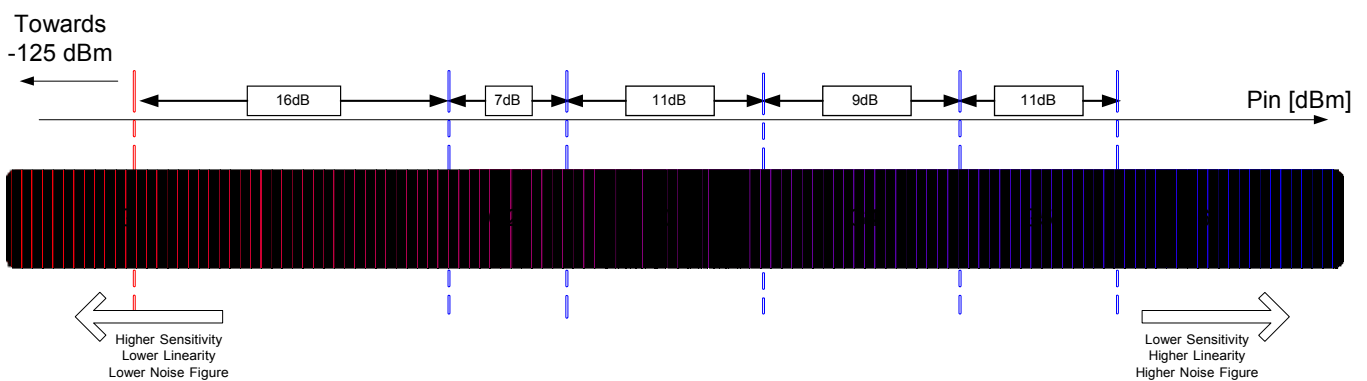 Towards
-125 dBm
16dB
7dB
11dB
9dB
11dB
Pin [dBm]
Higher Sensitivity
Lower Linearity
Lower Noise Figure
Lower Sensitivity
Higher Linearity
Higher Noise Figure